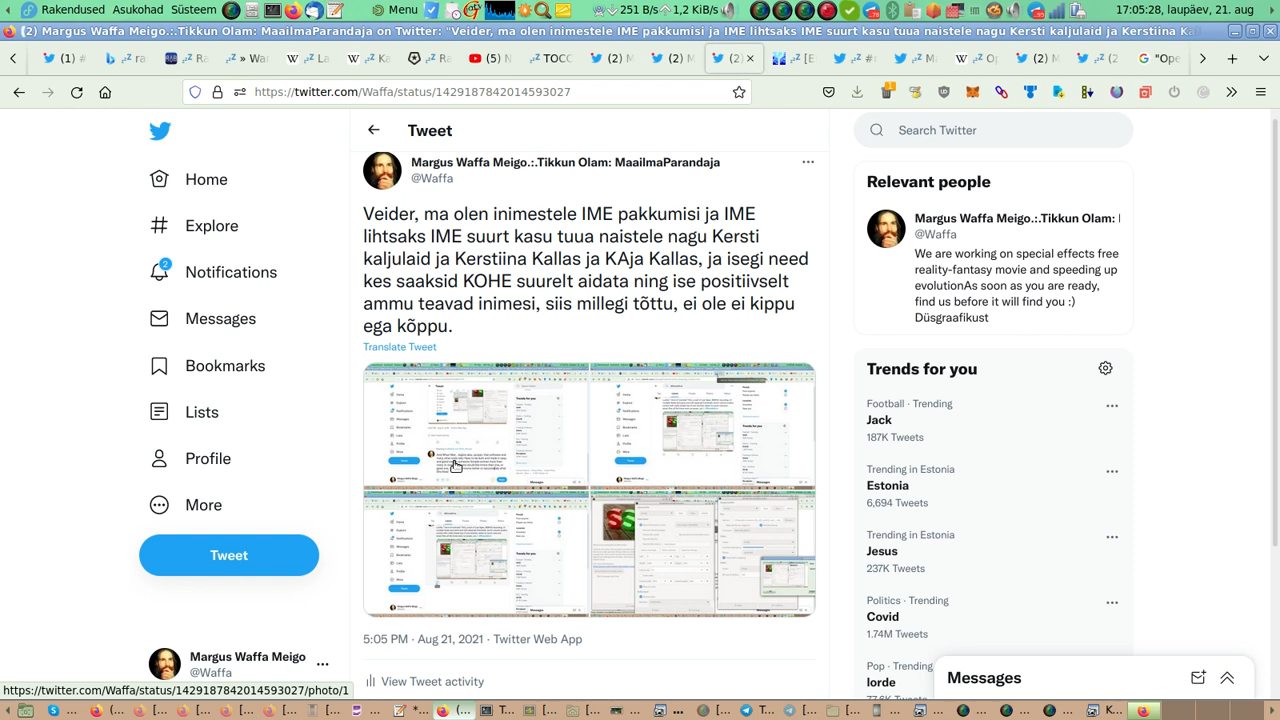 Rakendused Asukohad Süsteem
Menu
251 B/s
1,2 KiB/s
17:05:28, laupäev, 21. aug
(2) Margus Waffa Meigo.:.Tikkun Olam: MaailmaParandaja on Twitter: "Veider, ma olen inimestele IME pakkumisi ja IME lihtsaks IME suurt kasu tuua naistele nagu Kersti kaljulaid ja Kerstiina Kal
https://twitter.com/Waffa/status/1429187842014593027
Home
Explore
2
Notifications
Messages
Bookmarks
Lists
Profile
More
Tweet
Margus Waffa Meigo
@Waffa
Tweet
Margus Waffa Meigo.:.Tikkun Olam: MaailmaParandaja
@Waffa
Veider, ma olen inimestele IME pakkumisi ja IME
lihtsaks IME suurt kasu tuua naistele nagu Kersti
kaljulaid ja Kerstiina Kallas ja KAja Kallas, ja isegi need
kes saaksid KOHE suurelt aidata ning ise positiivselt
ammu teavad inimesi, siis millegi tõttu, ei ole ei kippu
ega kõppu.
Translate Tweet
5:05 PM · Aug 21, 2021 · Twitter Web App
View Tweet activity
Search Twitter
Relevant people
Margus Waffa Meigo.:.Tikkun Olam:
@Waffa
We are working on special effects free
reality-fantasy movie and speeding up
evolutionAs soon as you are ready,
find us before it will find you :)
Düsgraafikust
Trends for you
Football · Trending
Jack
187K Tweets
Trending in Estonia
Estonia
6,694 Tweets
Trending in Estonia
Jesus
237K Tweets
Politics · Trending
Covid
1.74M Tweets
Pop · Trending
lorde
Messages
https://twitter.com/Waffa/status/1429187842014593027/photo/1